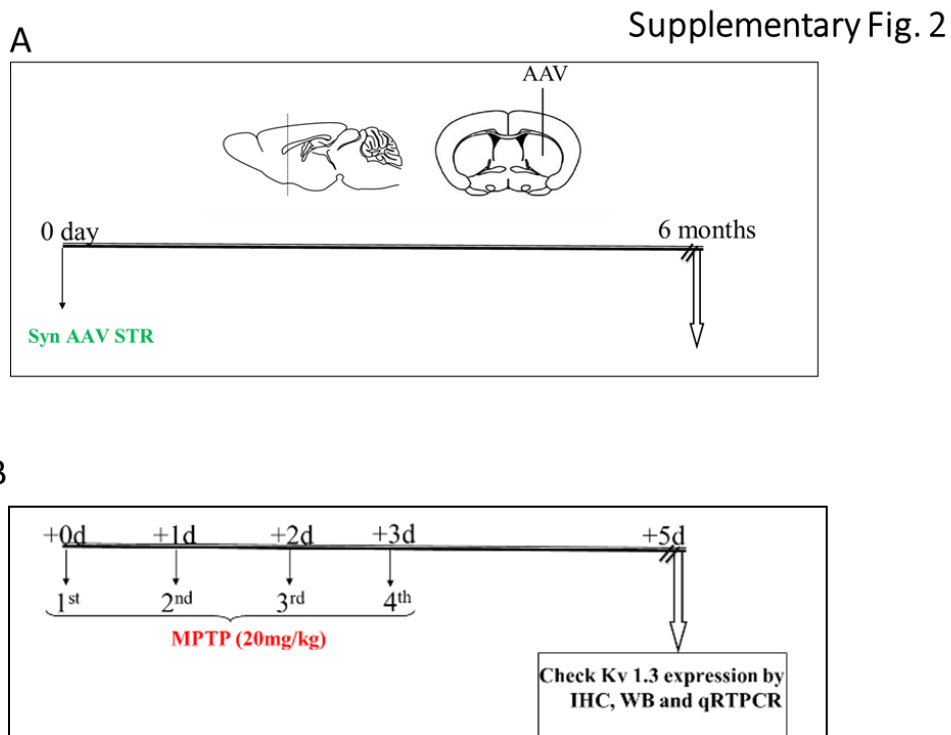 Supplementary Fig. 2
A
AAV
0 day
6 months
Syn AAV STR
B
+0d +1d +2d +3d +5d
1st 2nd 3rd 4th
MPTP (20mg/kg)
Check Kv 1.3 expression by
IHC, WB and qRTPCR